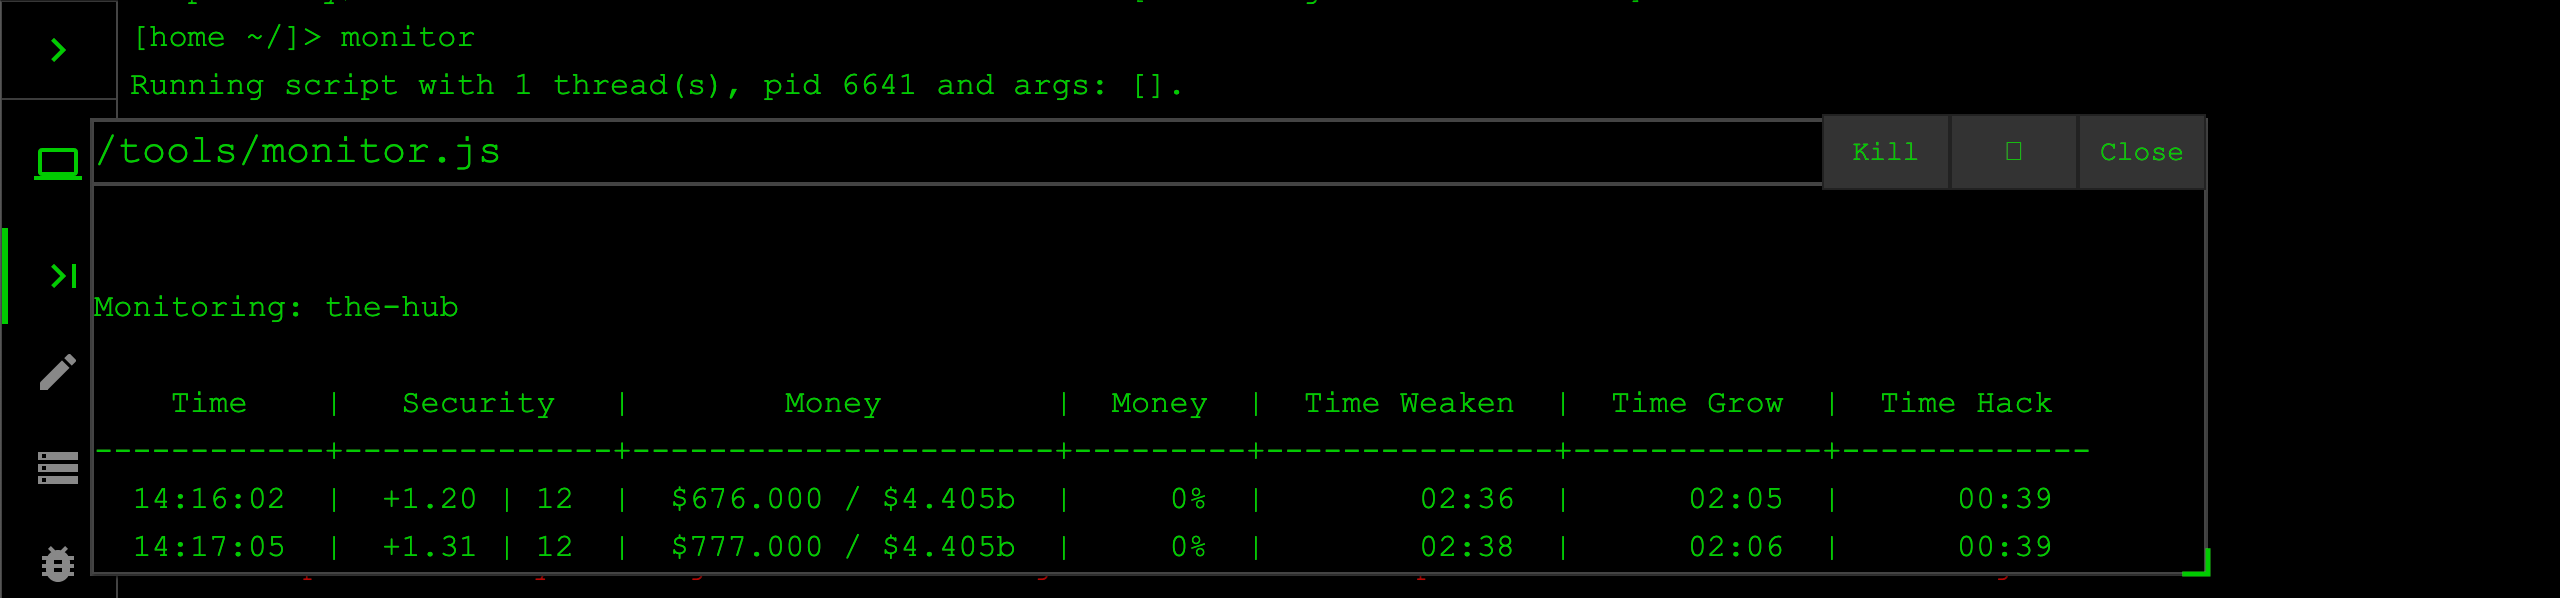 [home ~/]> monitor
Running script with 1 thread(s), pid 6641 and args: [].
/tools/monitor.js
Kill Close
Monitoring: the-hub
Time | Security | Money | Money | Time Weaken | Time Grow | Time Hack
------------+--------------+----------------------+---------+---------------+-------------+-------------
14:16:02 | +1.20 | 12 | $676.000 / $4.405b | 0% | 02:36 | 02:05 | 00:39
14:17:05 | +1.31 | 12 | $777.000 / $4.405b | 0% | 02:38 | 02:06 | 00:39